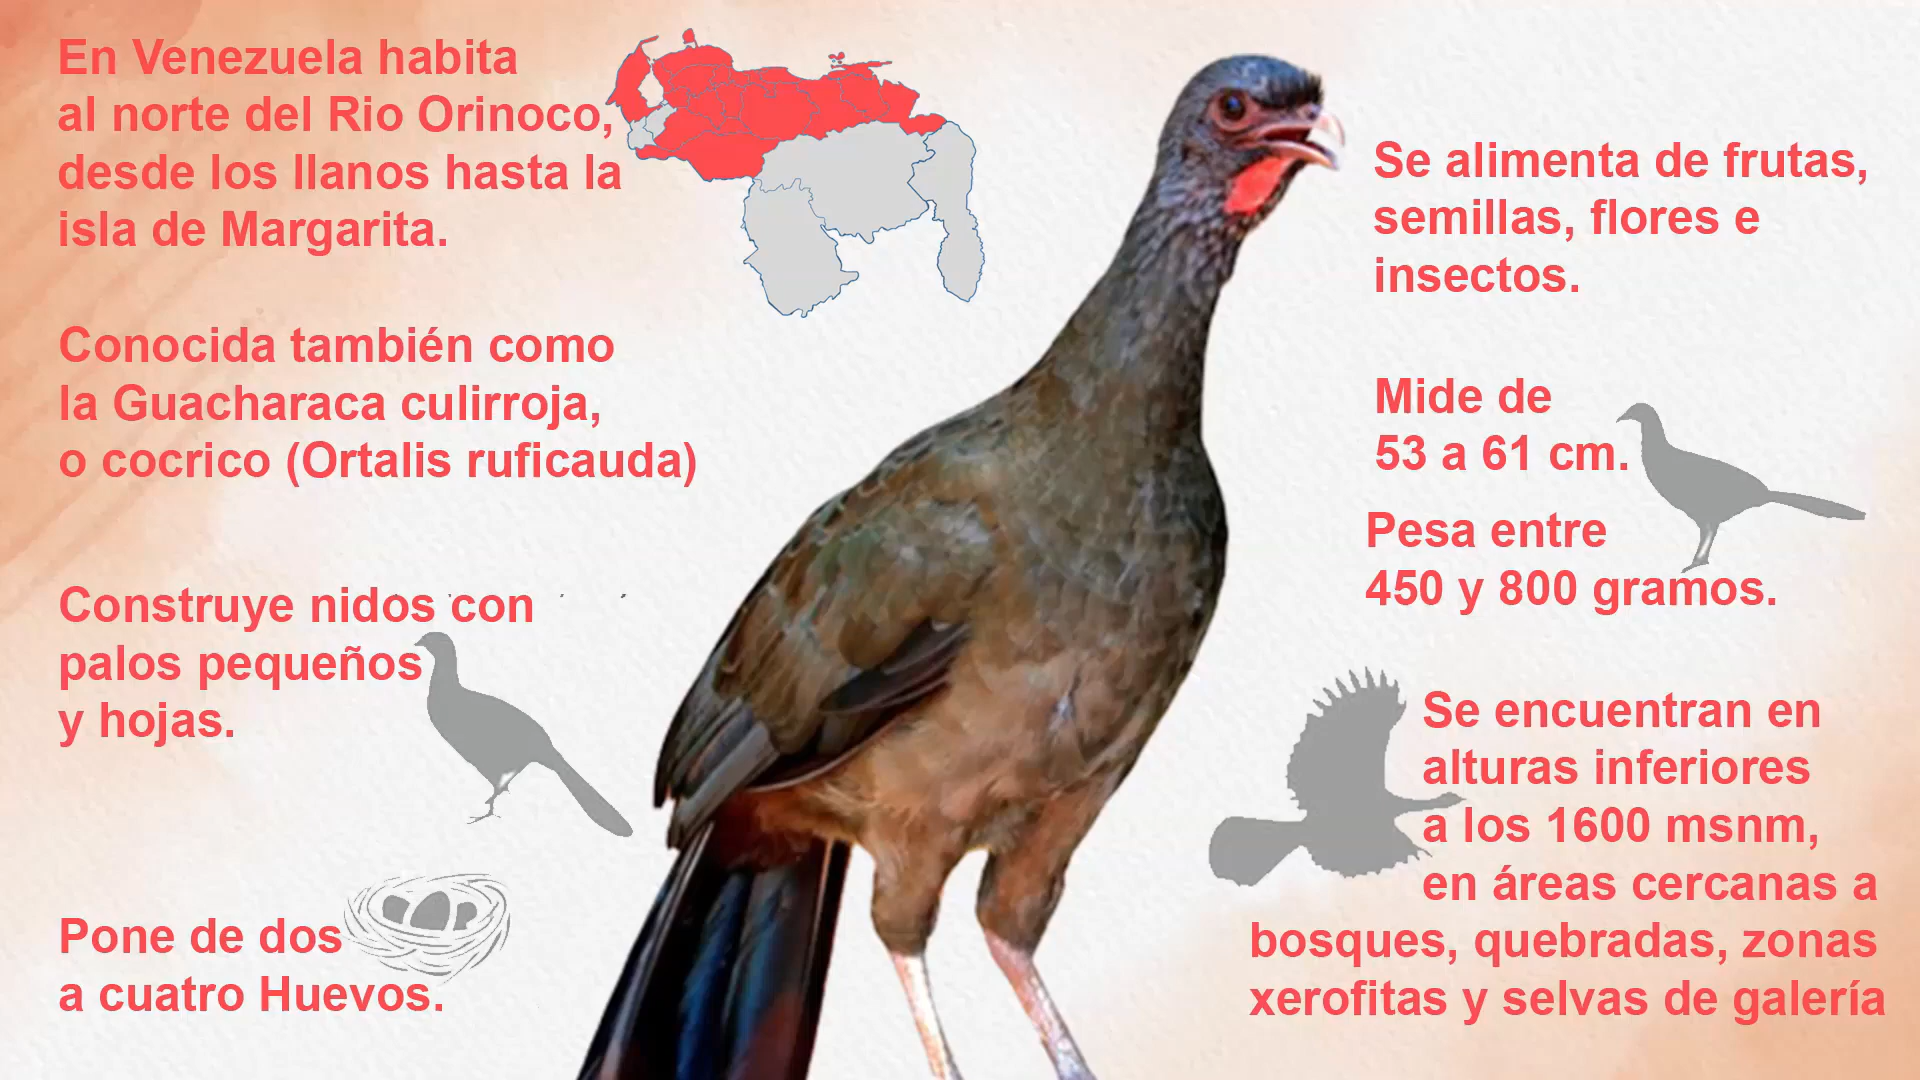 En Venezuela habita
al norte del Rio Orinoco,
desde los llanos hasta la
isla de Margarita.
Conocida también como
la Guacharaca culirroja,
o cocrico (Ortalis ruficauda)
Construye nidos con
palos pequeños
y hojas.
Pone de dos
a cuatro Huevos.
Se alimenta de frutas,
semillas, flores e
insectos.
Mide de
53 a 61 cm.
Pesa entre
450 y 800 gramos.
Se encuentran en
alturas inferiores
a los 1600 msnm,
en áreas cercanas a
bosques, quebradas, zonas
xerofitas y selvas de galería